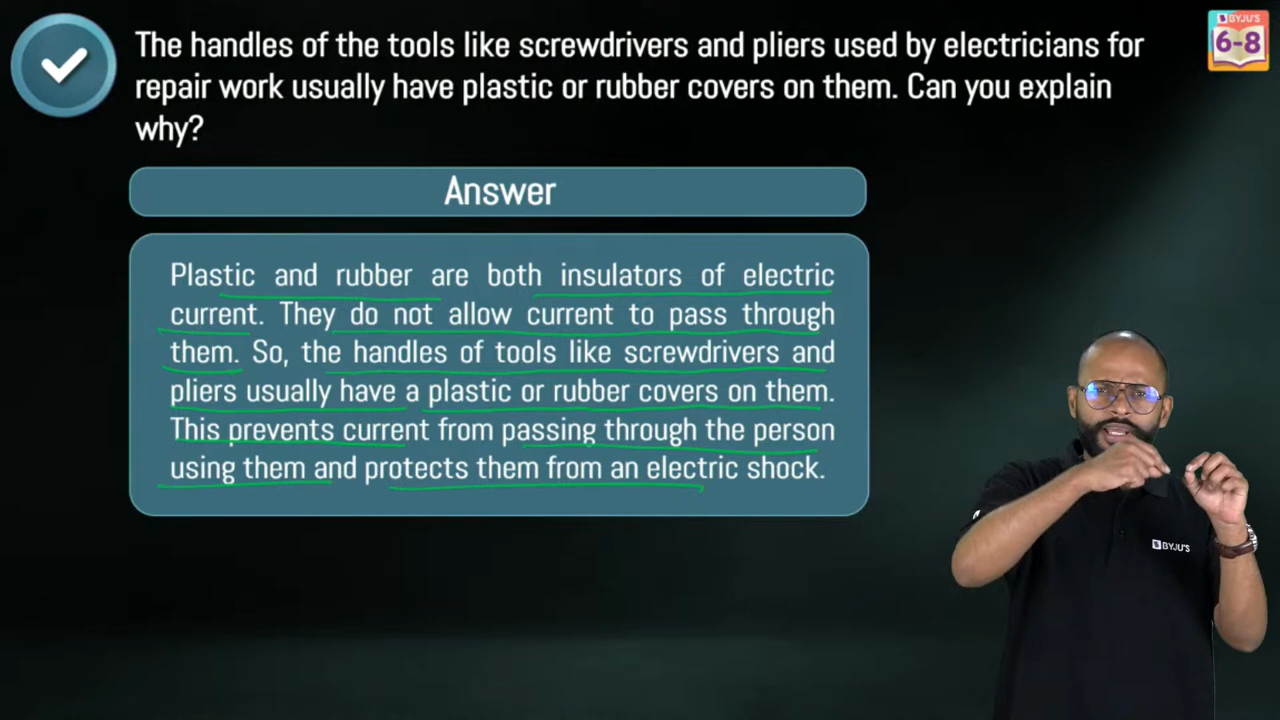 The handles of the tools like screwdrivers and pliers used by electricians for
repair work usually have plastic or rubber covers on them. Can you explain
why?
BYJU'S
6-8
Answer
Plastic and rubber are both insulators of electric
current. They do not allow current to pass through
them. So, the handles of tools like screwdrivers and
pliers usually have a plastic or rubber covers on them.
This prevents current from passing through the person
using them and protects them from an electric shock.
BYJU'S